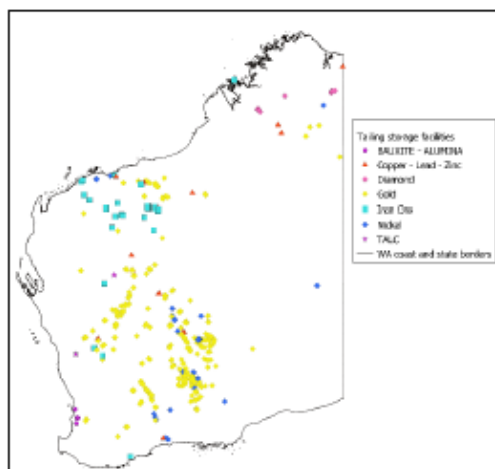 Tailing storage facilities
BAUXITE - ALUMINA
Copper - Lead - Zinc
Diamond
Gold
Iron Ore
Nickel
TALC
WA coast and state borders